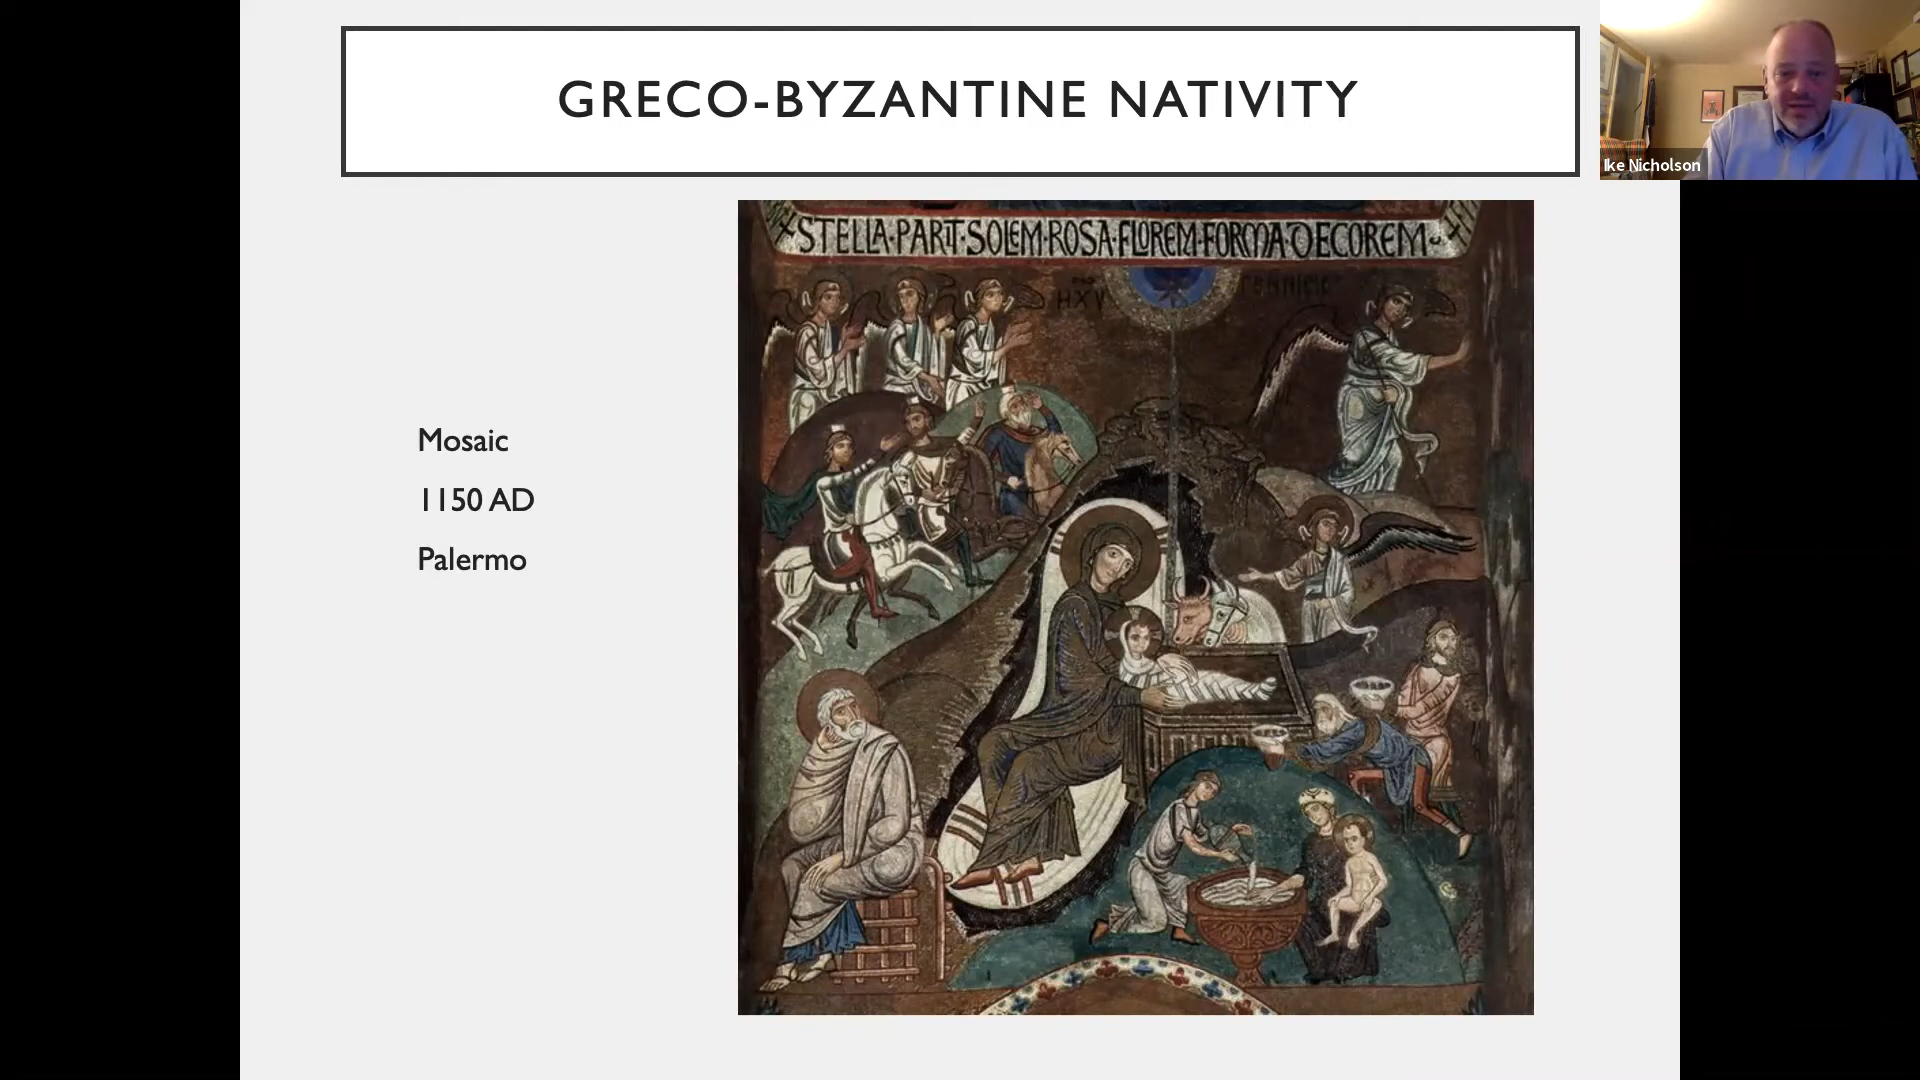 GRECO-BYZANTINE NATIVITY
Ike Nicholson
STELLA·PARIT·SOLEM·ROSA·FLOREM·FORMA·DECOREM
Mosaic
1150 AD
Palermo